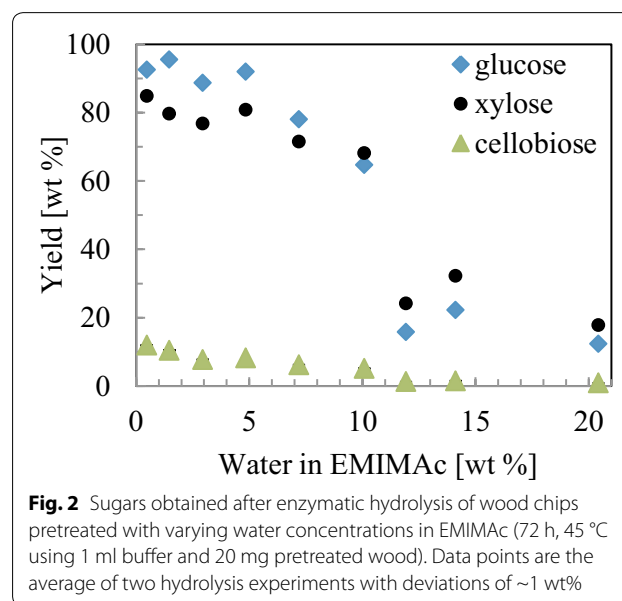 100
80
60
40
20
0
Yield [wt %]
glucose
xylose
cellobiose
0 5 10 15 20
Water in EMIMAc [wt %]
Fig. 2 Sugars obtained after enzymatic hydrolysis of wood chips
pretreated with varying water concentrations in EMIMAc (72 h, 45 °C
using 1 ml buffer and 20 mg pretreated wood). Data points are the
average of two hydrolysis experiments with deviations of ~1 wt%